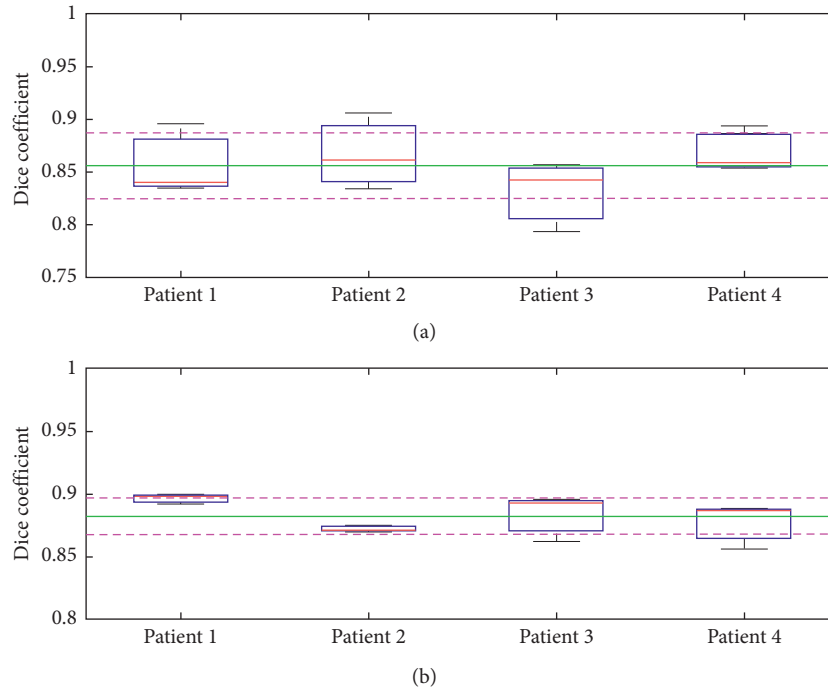 1
0.95
0.9
0.85
0.8
0.75
Dice coefficient
Patient 1 Patient 2 Patient 3 Patient 4
(a)
1
0.95
0.9
0.85
0.8
Dice coefficient
Patient 1 Patient 2 Patient 3 Patient 4
(b)